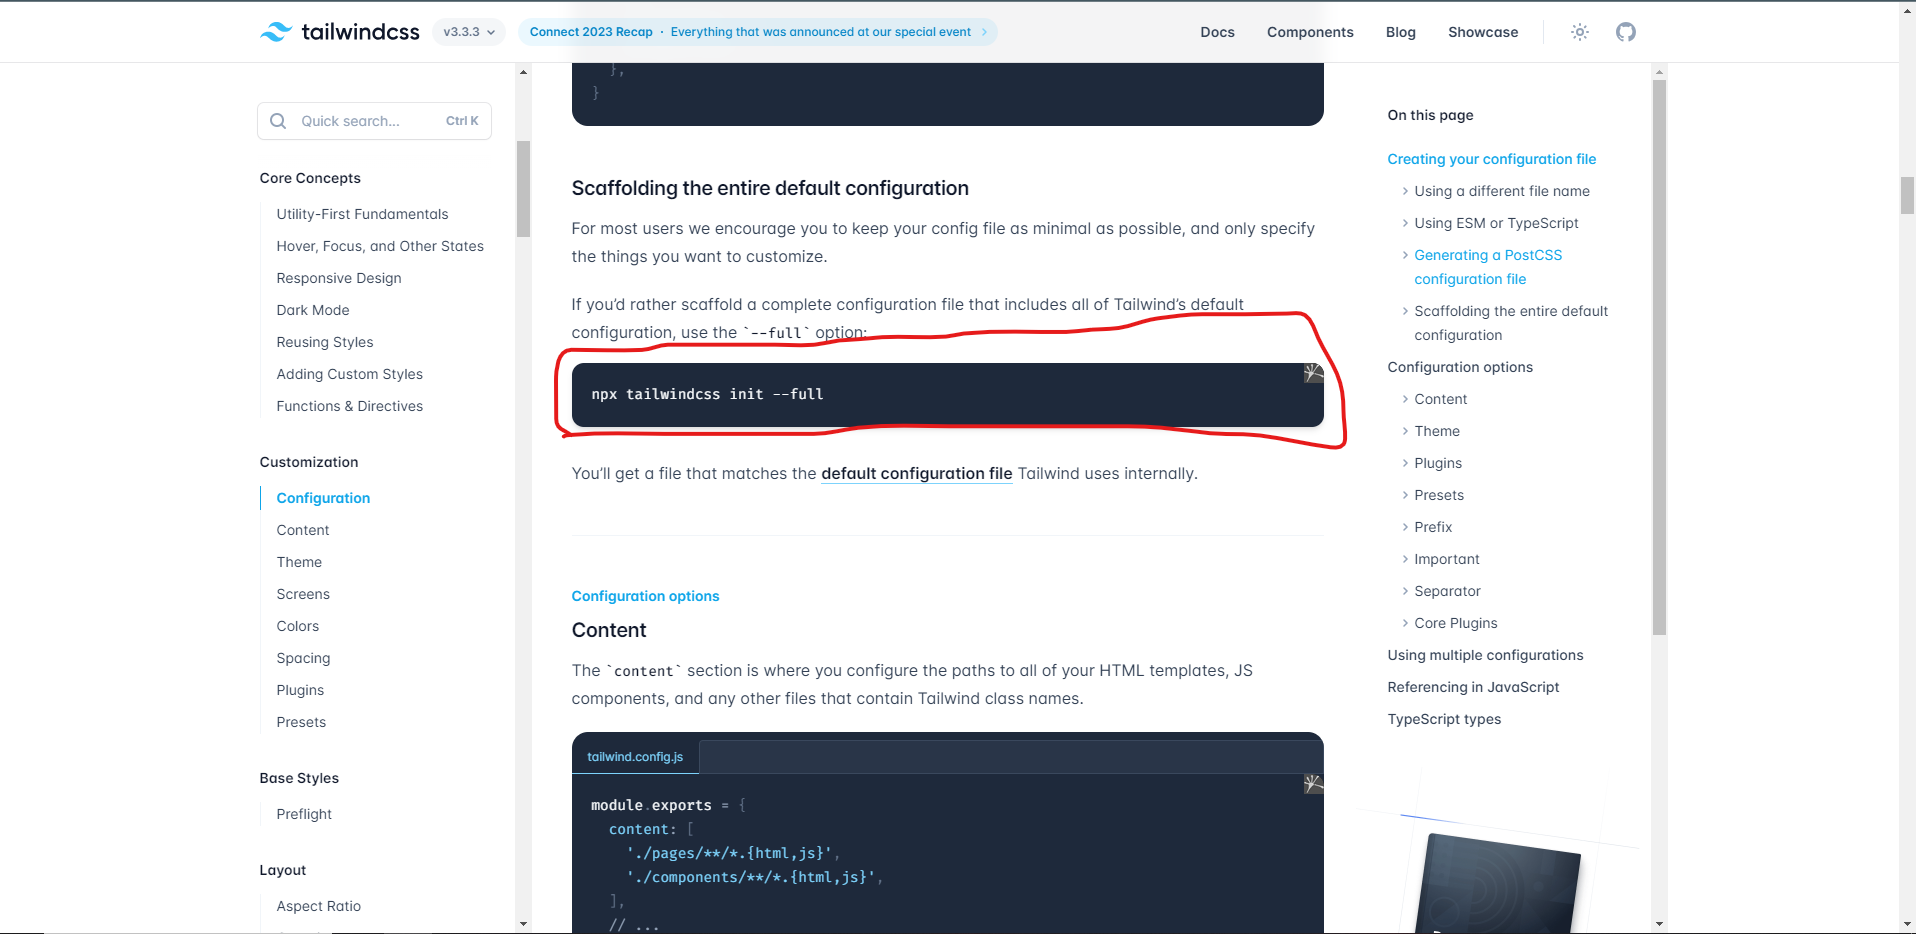 tailwindcss
v3.3.3
Connect 2023 Recap · Everything that was announced at our special event
Docs
Components
Blog
Showcase
Quick search...
Ctrl K
Core Concepts
Utility-First Fundamentals
Hover, Focus, and Other States
Responsive Design
Dark Mode
Reusing Styles
Adding Custom Styles
Functions & Directives
Customization
Configuration
Content
Theme
Screens
Colors
Spacing
Plugins
Presets
Base Styles
Preflight
Layout
Aspect Ratio
},
}
Scaffolding the entire default configuration
For most users we encourage you to keep your config file as minimal as possible, and only specify
the things you want to customize.
If you’d rather scaffold a complete configuration file that includes all of Tailwind’s default
configuration, use the `--full` option:
npx tailwindcss init --full
You’ll get a file that matches the default configuration file Tailwind uses internally.
Configuration options
Content
The `content` section is where you configure the paths to all of your HTML templates, JS
components, and any other files that contain Tailwind class names.
tailwind.config.js
module.exports = {
content: [
'./pages/**/*.{html,js}',
'./components/**/*.{html,js}',
],
// ...
On this page
Creating your configuration file
Using a different file name
Using ESM or TypeScript
Generating a PostCSS
configuration file
Scaffolding the entire default
configuration
Configuration options
Content
Theme
Plugins
Presets
Prefix
Important
Separator
Core Plugins
Using multiple configurations
Referencing in JavaScript
TypeScript types